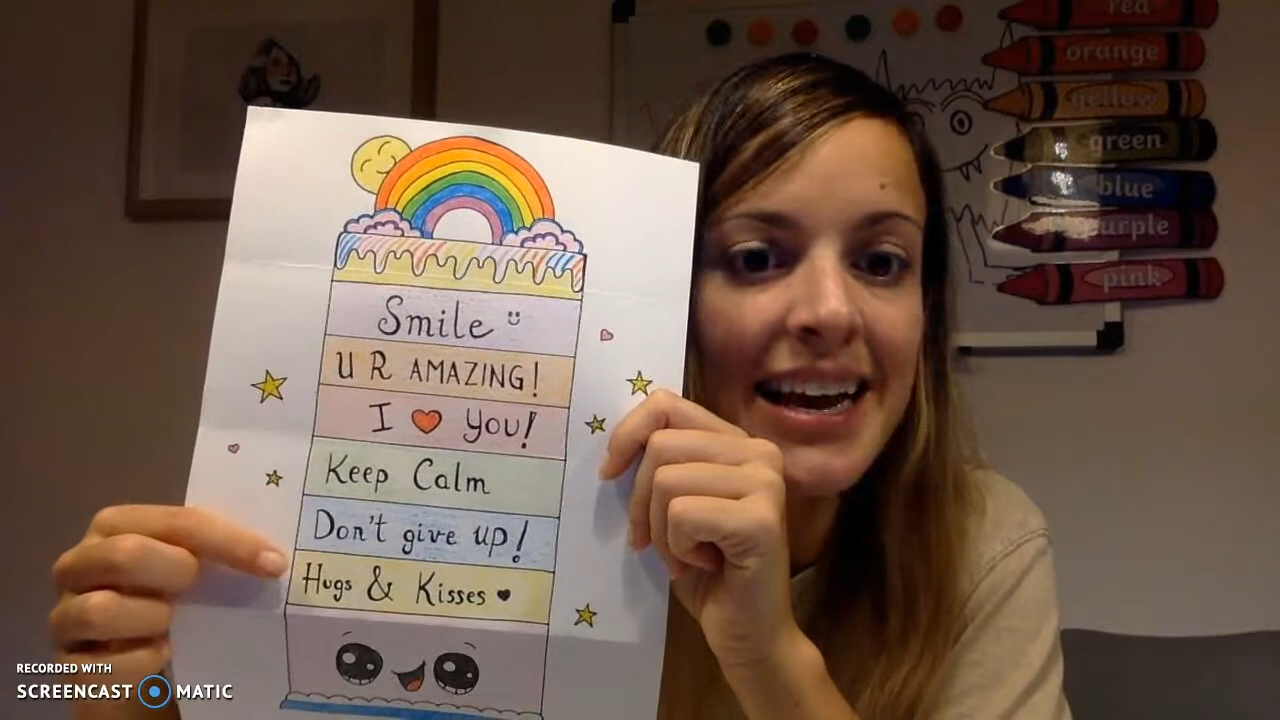 red
orange
yellow
green
blue
purple
pink
Smile
U R AMAZING!
I ♥ You!
Keep Calm
Don't give up!
Hugs & Kisses ♥
RECORDED WITH
SCREENCAST MATIC